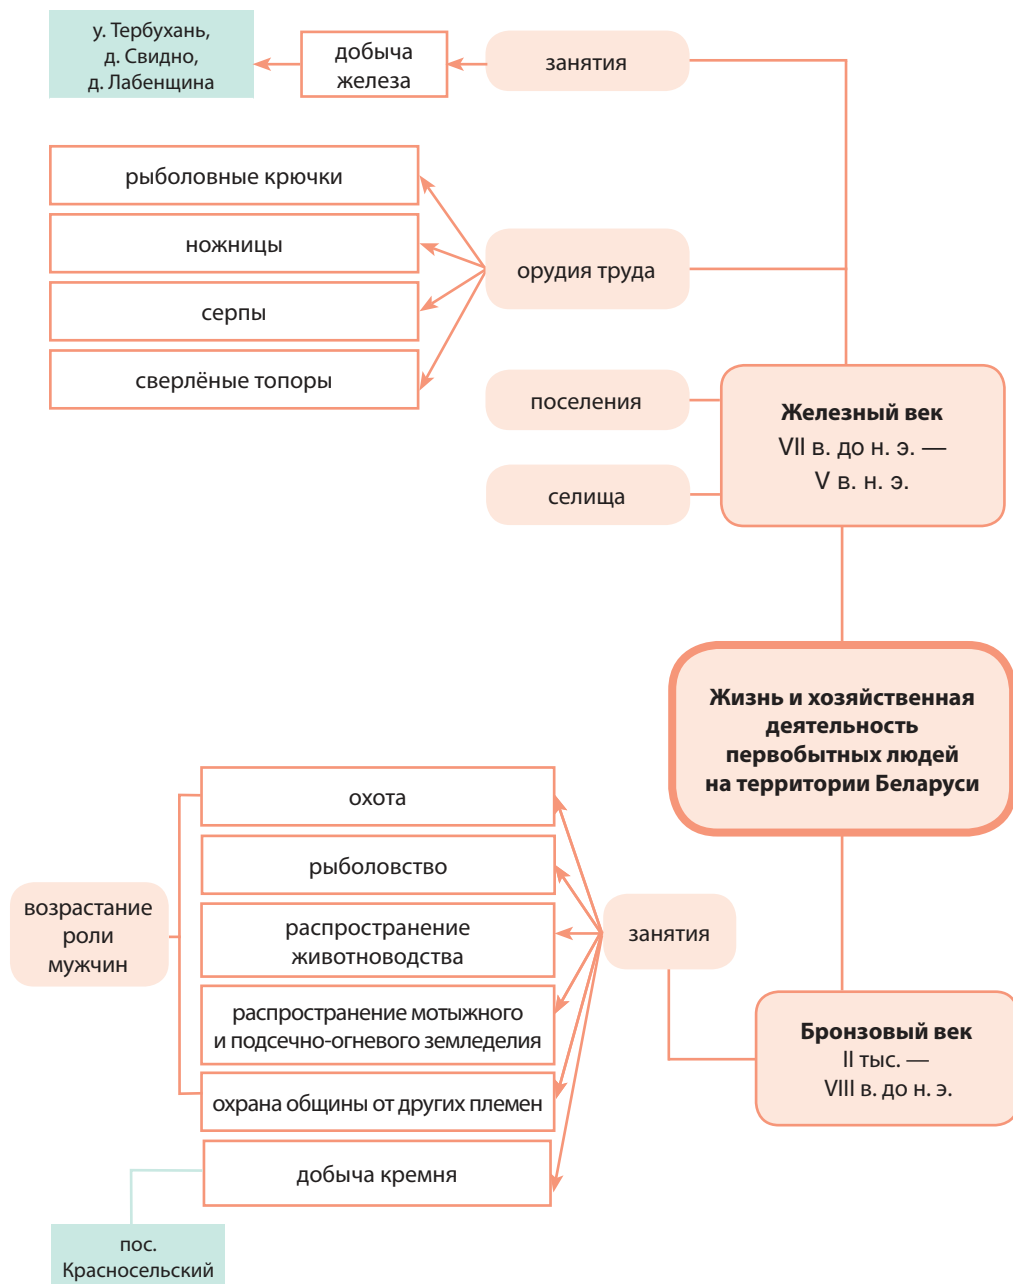 у. Тербухань,
д. Свидно,
д. Лабенщина
добыча
железа
занятия
рыболовные крючки
ножницы
серпы
сверлёные топоры
орудия труда
поселения
селища
Железный век
VII в. до н. э. —
V в. н. э.
Жизнь и хозяйственная
деятельность
первобытных людей
на территории Беларуси
охота
рыболовство
распространение
животноводства
распространение мотыжного
и подсечно-огневого земледелия
охрана общины от других племен
добыча кремня
возрастание
роли
мужчин
занятия
Бронзовый век
II тыс. —
VIII в. до н. э.
пос.
Красносельский